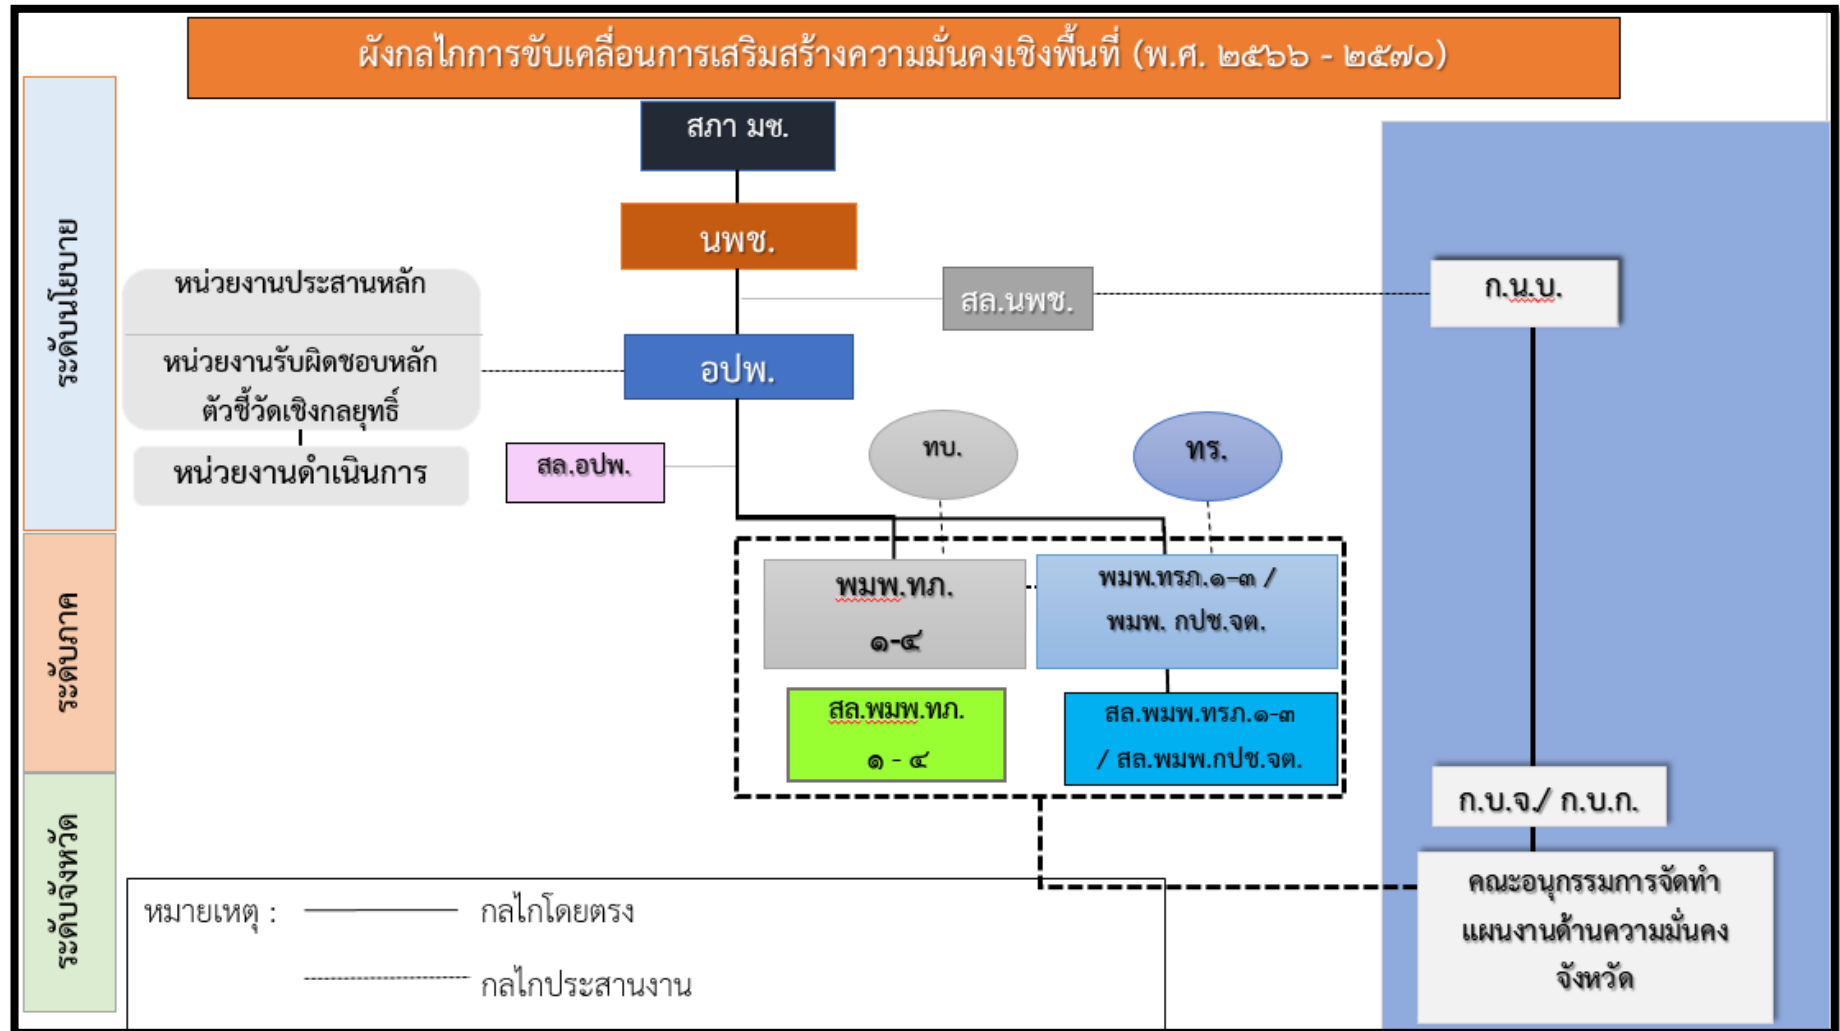 ผังกลไกการขับเคลื่อนการเสริมสร้างความมั่นคงเชิงพื้นที่ (พ.ศ. ๒๕๖๖ - ๒๕๗๐)
ระดับนโยบาย
สภา มช.
นพช.
สล.นพช.
ก.น.บ.
หน่วยงานประสานหลัก
หน่วยงานรับผิดชอบหลัก
ตัวชี้วัดเชิงกลยุทธิ์
หน่วยงานดำเนินการ
อปพ.
สล.อปพ.
ทบ.
ทร.
ระดับภาค
พมพ.ทภ.
๑-๔
พมพ.ทรภ.๑-๓ /
พมพ. กปช.จต.
สล.พมพ.ทภ.
๑ - ๔
สล.พมพ.ทรภ.๑-๓
/ สล.พมพ.กปช.จต.
ระดับจังหวัด
ก.บ.จ./ ก.บ.ก.
คณะอนุกรรมการจัดทำ
แผนงานด้านความมั่นคง
จังหวัด
หมายเหตุ : กลไกโดยตรง
กลไกประสานงาน